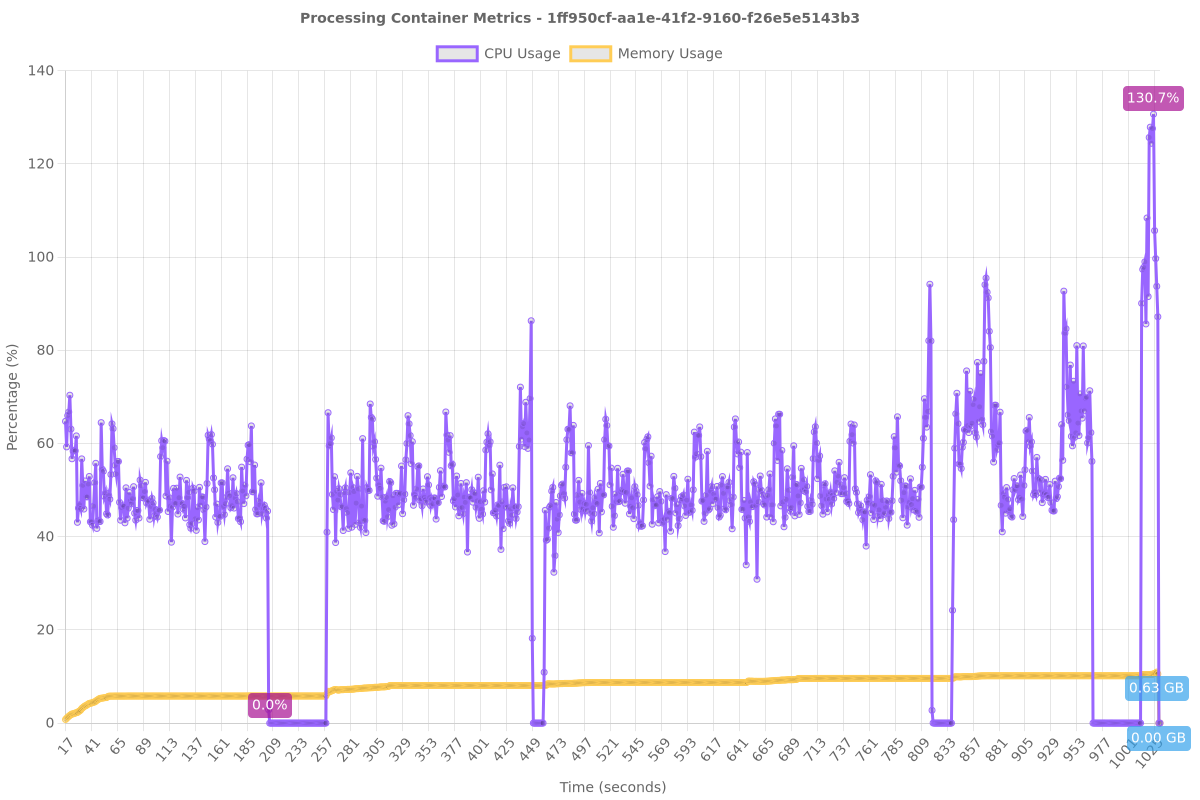 Processing Container Metrics - 1ff950cf-aa1e-41f2-9160-f26e5e5143b3
CPU Usage Memory Usage
140
120
100
80
60
40
20
0
Percentage (%)
130.7%
0.0%
0.63 GB
0.00 GB
17 41 65 89 113 137 161 185 209 233 257 281 305 329 353 377 401 425 449 473 497 521 545 569 593 617 641 665 689 713 737 761 785 809 833 857 881 905 929 953 977
Time (seconds)